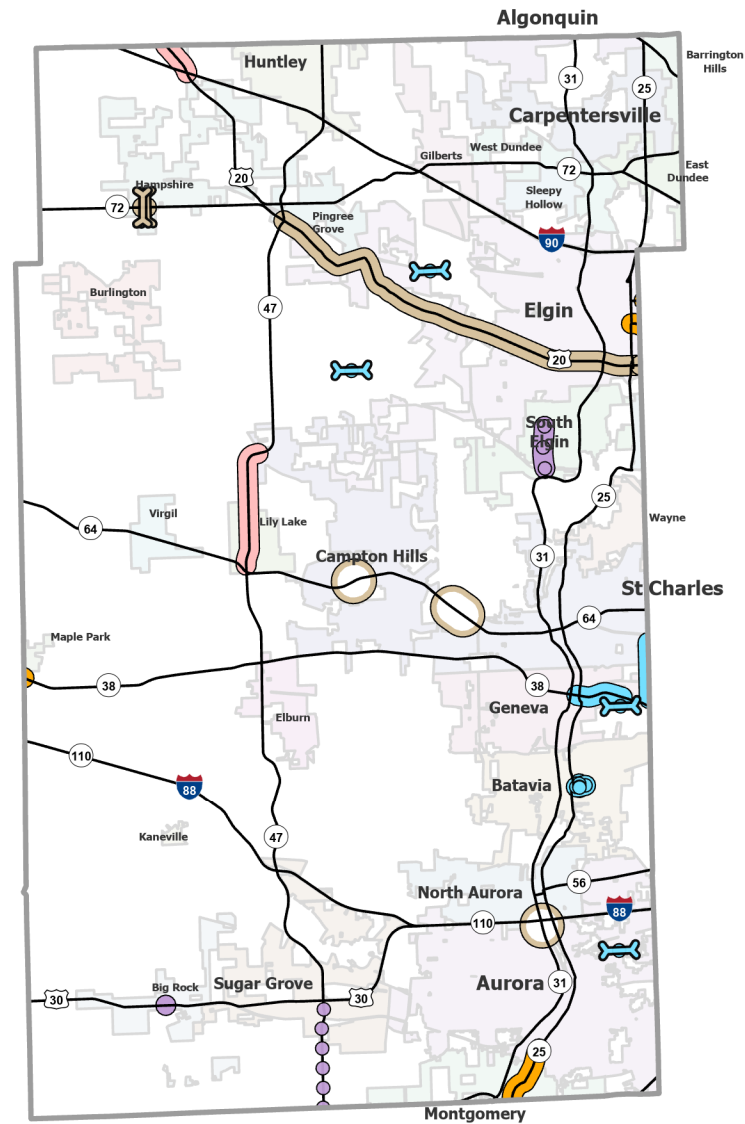 Algonquin
Huntley
Barrington
Hills
31
25
Carpentersville
West Dundee
Gilberts
72
East
Dundee
20
Hampshire
Sleepy
Hollow
72
Pingree
Grove
90
Burlington
47
Elgin
20
South
Elgin
25
Virgil
Lily Lake
Wayne
64
31
Campton Hills
St Charles
64
Maple Park
38
38
Geneva
Elburn
110
88
Batavia
Kaneville
47
56
North Aurora
88
110
Aurora
31
Big Rock
Sugar Grove
30
30
25
Montgomery